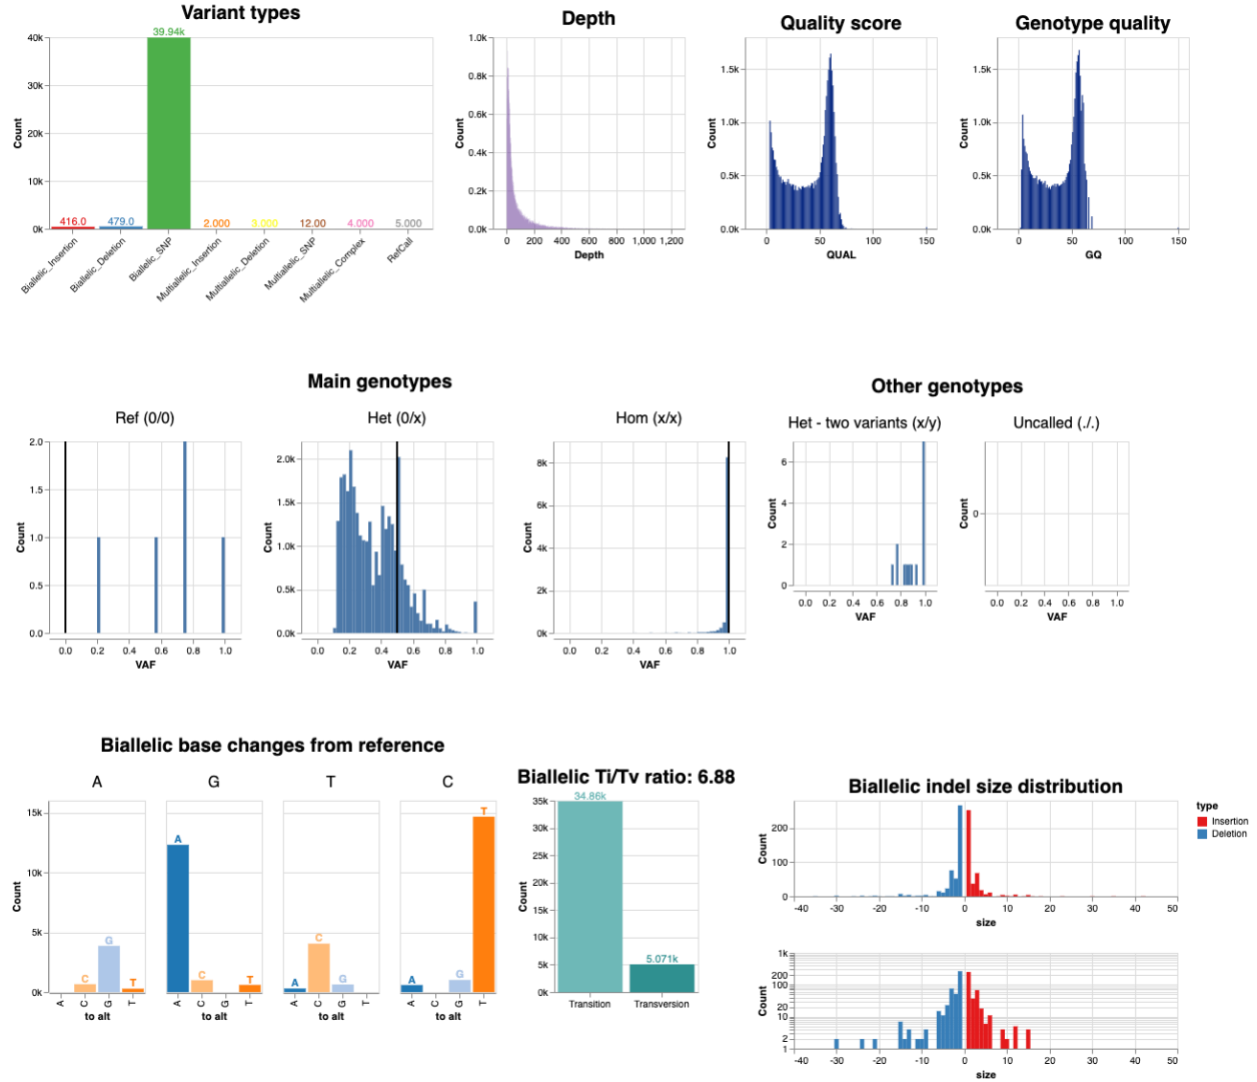 Variant types
Depth
Quality score
Genotype quality
40k
30k
20k
10k
0k
Count
39.94k
416.0
479.0
2.000
3.000
12.00
4.000
5.000
Biallelic_Insertion
Biallelic_Deletion
Biallelic_SNP
Multiallelic_Insertion
Multiallelic_Deletion
Multiallelic_SNP
Multiallelic_Complex
RefCall
1.0k
0.8k
0.6k
0.4k
0.2k
0.0k
Count
0 200 400 600 800 1,000 1,200
Depth
1.5k
1.0k
0.5k
0.0k
Count
0 50 100 150
QUAL
1.5k
1.0k
0.5k
0.0k
Count
0 50 100 150
GQ
Main genotypes
Other genotypes
Ref (0/0)
2.0
1.5
1.0
0.5
0.0
Count
0.0 0.2 0.4 0.6 0.8 1.0
VAF
Het (0/x)
2.0k
1.5k
1.0k
0.5k
0.0k
Count
0.0 0.2 0.4 0.6 0.8 1.0
VAF
Hom (x/x)
8k
6k
4k
2k
0k
Count
0.0 0.2 0.4 0.6 0.8 1.0
VAF
Het - two variants (x/y)
6
4
2
0
Count
0.0 0.2 0.4 0.6 0.8 1.0
VAF
Uncalled (./.)
0
Count
0.0 0.2 0.4 0.6 0.8 1.0
VAF
Biallelic base changes from reference
A
G
T
C
15k
10k
5k
0k
Count
C G T
A C G T
to alt
A C T
A C G T
to alt
A C G
A C G T
to alt
A G T
A C G T
to alt
Biallelic Ti/Tv ratio: 6.88
35k
30k
25k
20k
15k
10k
5k
0k
Count
34.86k
5.071k
Transition
Transversion
Biallelic indel size distribution
200
100
0
Count
-40 -30 -20 -10 0 10 20 30 40 50
size
type
Insertion
Deletion
1k
200
100
20
10
2
1
Count
-40 -30 -20 -10 0 10 20 30 40 50
size